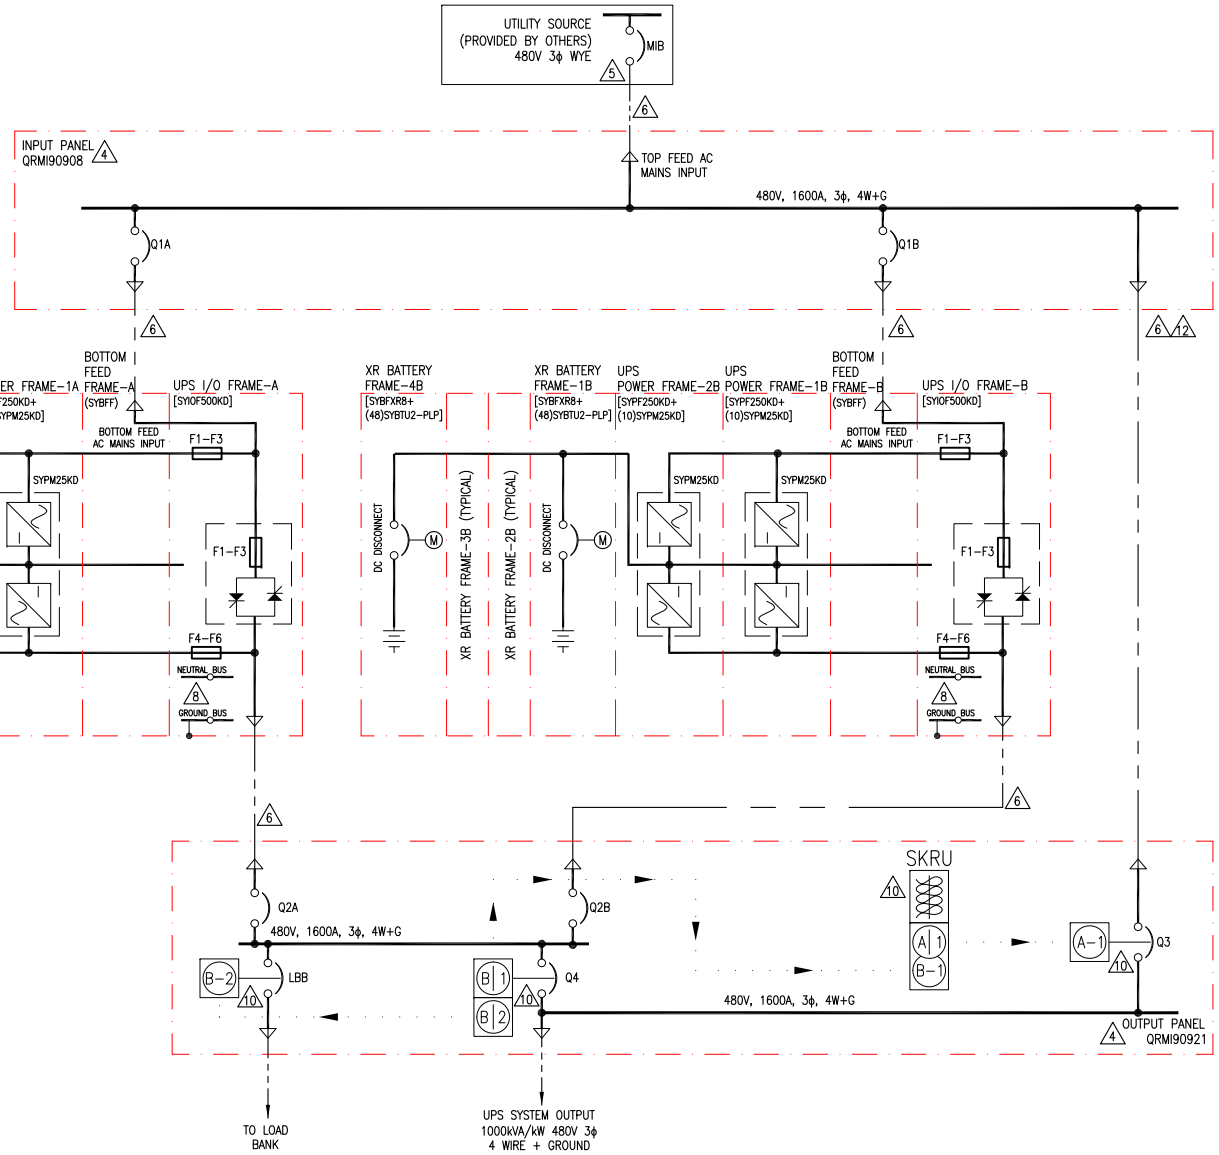 UTILITY SOURCE
(PROVIDED BY OTHERS)
480V 3ϕ WYE
MIB
5
6
INPUT PANEL
QRMI90908
4
TOP FEED AC
MAINS INPUT
480V, 1600A, 3ϕ, 4W+G
Q1A
Q1B
6
6
6
12
ER FRAME-1A
F250KD+
SYPM25KD]
BOTTOM
FEED
FRAME-A
(SYBFF)
UPS I/O FRAME-A
[SYIOF500KD]
XR BATTERY
FRAME-4B
[SYBFXR8+
(48)SYBTU2-PLP]
XR BATTERY
FRAME-1B
[SYBFXR8+
(48)SYBTU2-PLP]
UPS
POWER FRAME-2B
[SYPF250KD+
(10)SYPM25KD]
UPS
POWER FRAME-1B
[SYPF250KD+
(10)SYPM25KD]
BOTTOM
FEED
FRAME-B
(SYBFF)
UPS I/O FRAME-B
[SYIOF500KD]
BOTTOM FEED
AC MAINS INPUT
F1-F3
BOTTOM FEED
AC MAINS INPUT
F1-F3
SYPM25KD
SYPM25KD
SYPM25KD
DC DISCONNECT
M
XR BATTERY FRAME-3B (TYPICAL)
XR BATTERY FRAME-2B (TYPICAL)
DC DISCONNECT
M
F1-F3
F1-F3
F4-F6
F4-F6
NEUTRAL BUS
8
GROUND BUS
NEUTRAL BUS
8
GROUND BUS
6
6
SKRU
10
Q2A
Q2B
480V, 1600A, 3ϕ, 4W+G
A 1
B-1
A-1
Q3
10
B-2
LBB
10
B 1
Q4
10
B 2
480V, 1600A, 3ϕ, 4W+G
4
OUTPUT PANEL
QRMI90921
TO LOAD
BANK
UPS SYSTEM OUTPUT
1000kVA/kW 480V 3ϕ
4 WIRE + GROUND